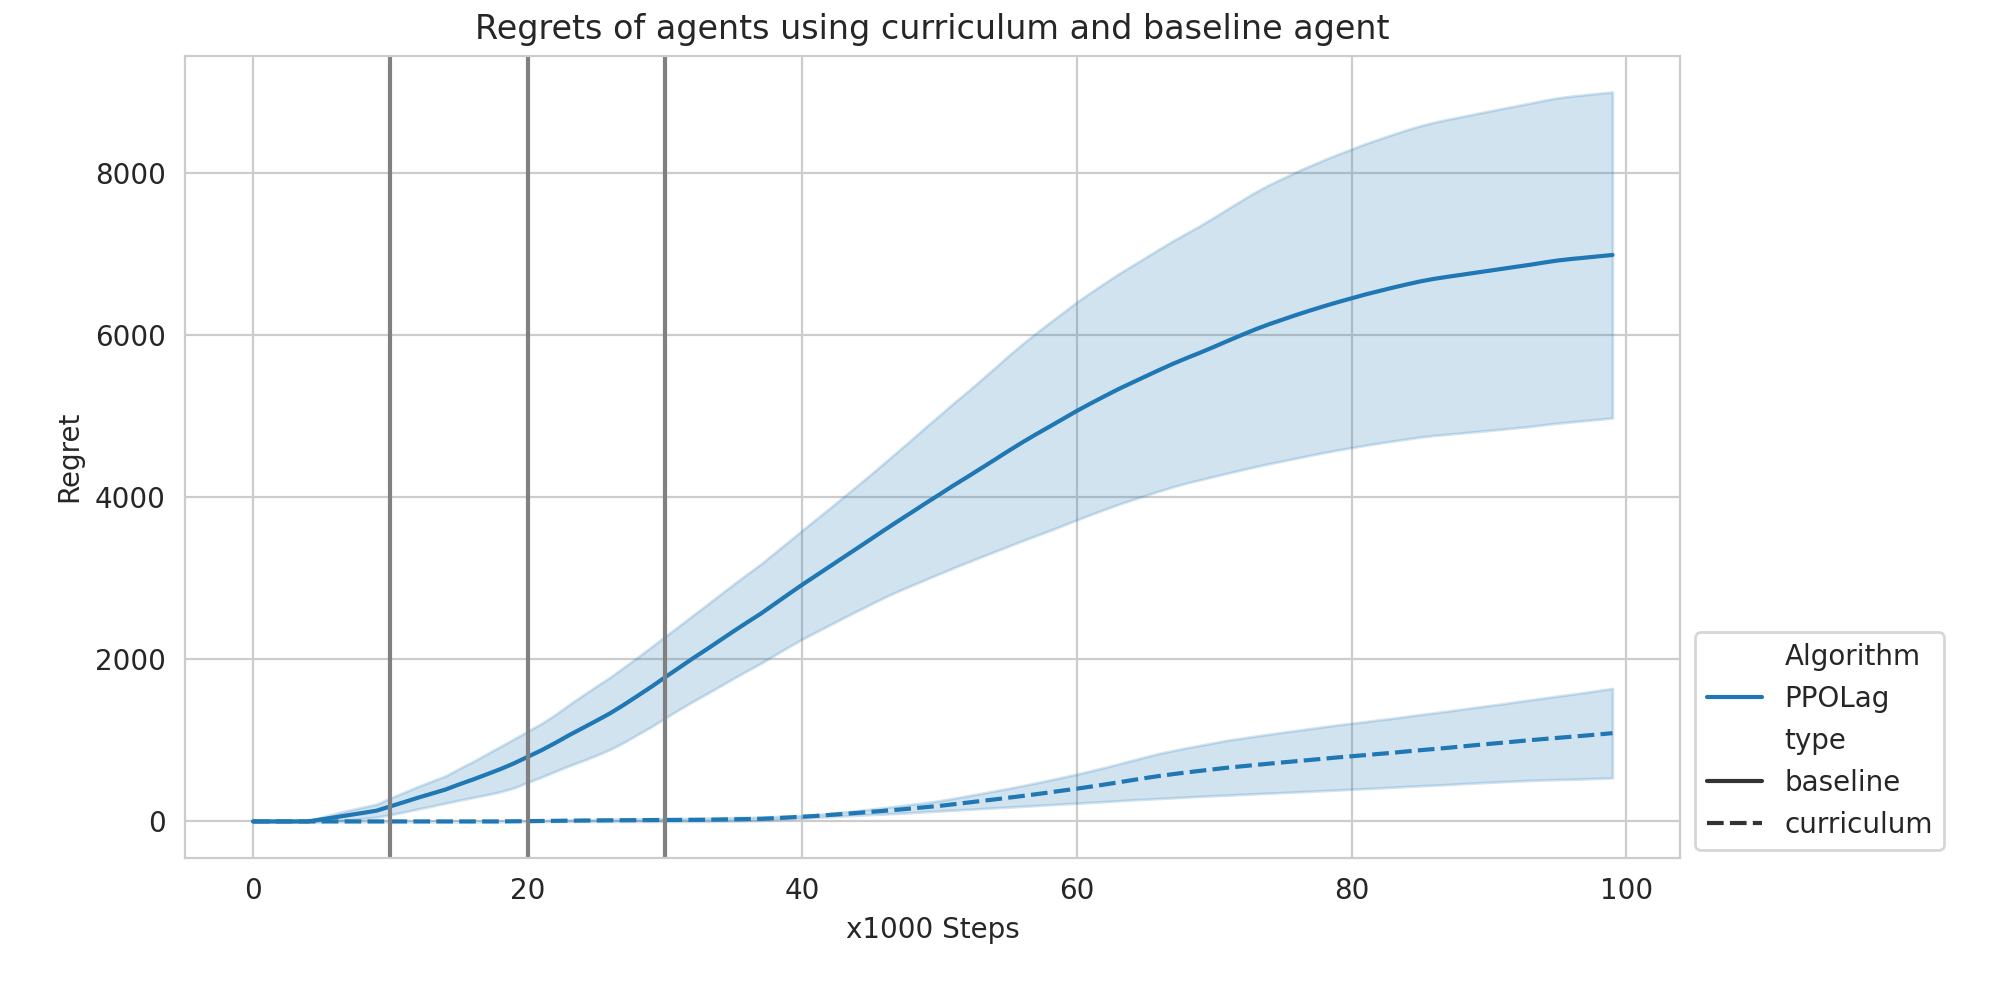 Regrets of agents using curriculum and baseline agent
8000
6000
4000
2000
0
Regret
0 20 40 60 80 100
x1000 Steps
Algorithm
PPOLag
type
baseline
curriculum